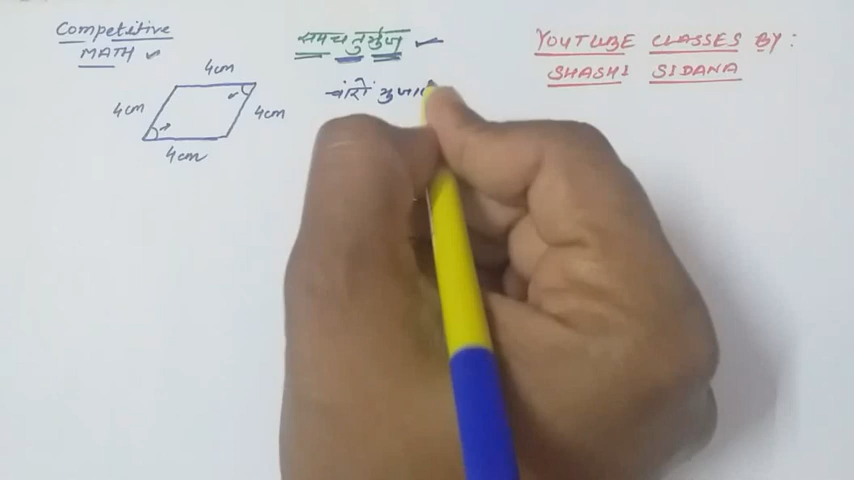 Competitive
MATH
समचतुर्भुज
YOUTUBE CLASSES BY :
SHASHI SIDANA
4cm
4cm
4cm
4cm
चारों